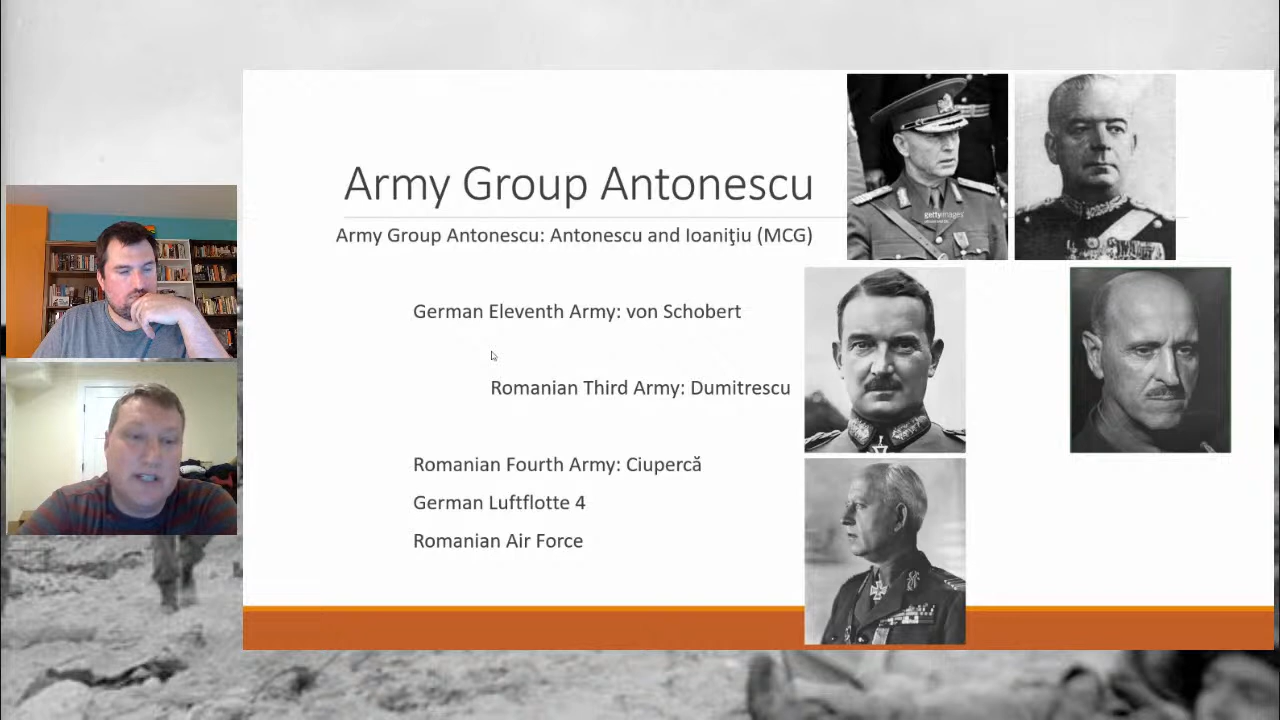 Army Group Antonescu
Army Group Antonescu: Antonescu and Ioaniţiu (MCG)
German Eleventh Army: von Schobert
Romanian Third Army: Dumitrescu
Romanian Fourth Army: Ciupercă
German Luftflotte 4
Romanian Air Force
gettyimages